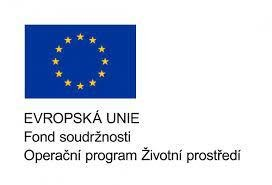 EVROPSKÁ UNIE
Fond soudržnosti
Operační program Životní prostředí